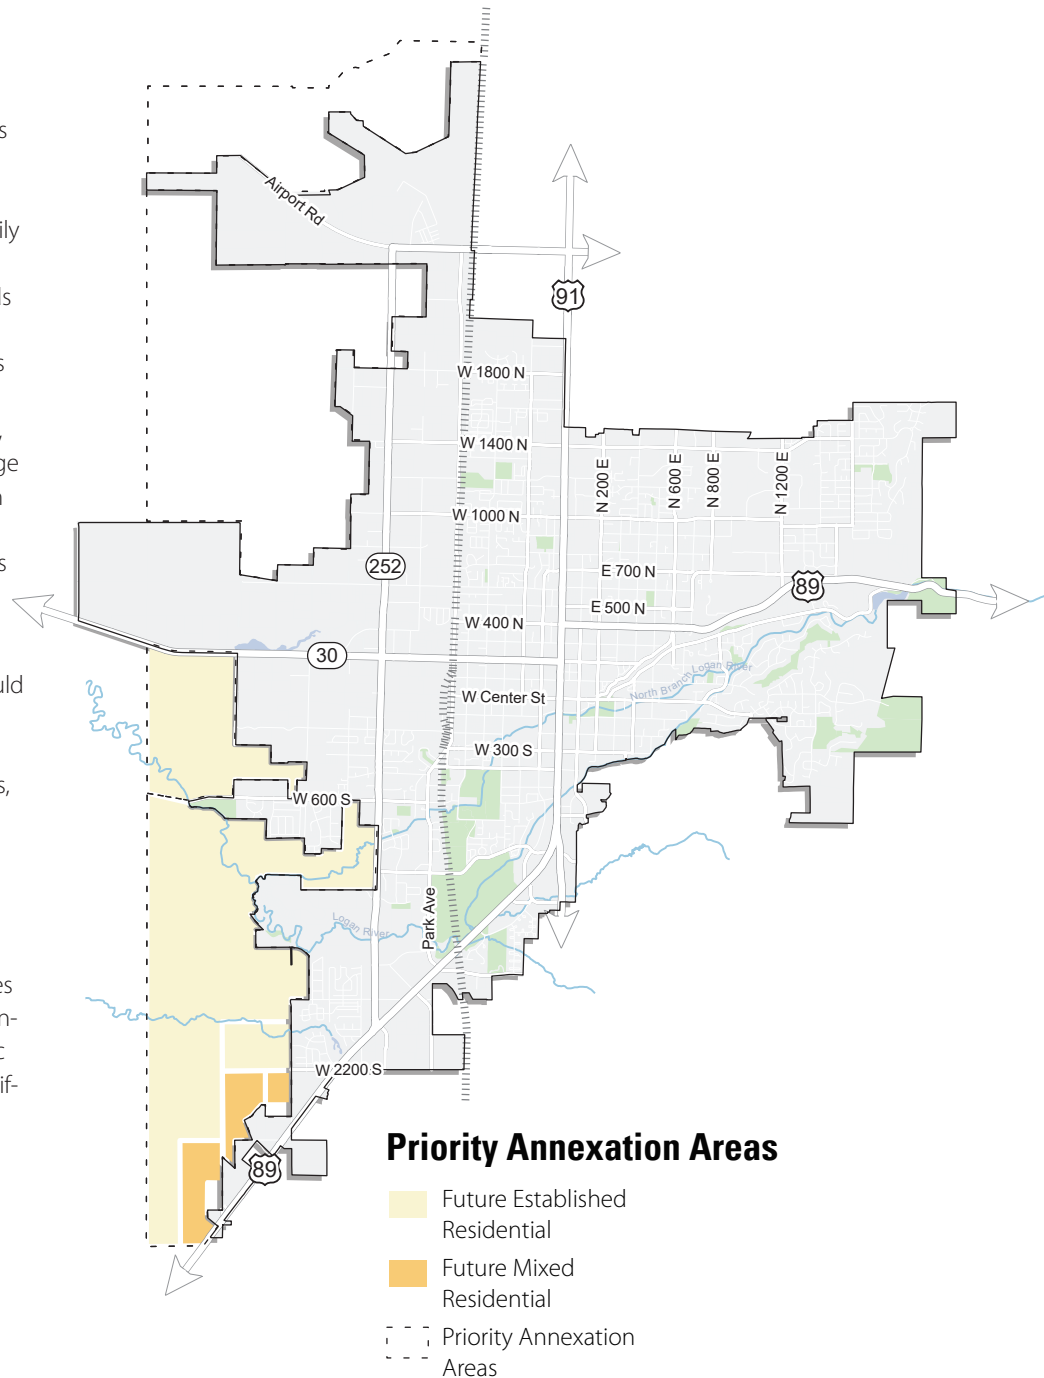 s
ily
ls
s
ge
s
uld
s,
es
n-
c
if-
Airport Rd
91
W 1800 N
W 1400 N
N 200 E
N 600 E
N 800 E
N 1200 E
W 1000 N
252
E 700 N
89
E 500 N
W 400 N
30
North Branch Logan River
W Center St
W 300 S
W 600 S
Park Ave
Logan River
W 2200 S
89
Priority Annexation Areas
Future Established
Residential
Future Mixed
Residential
Priority Annexation
Areas